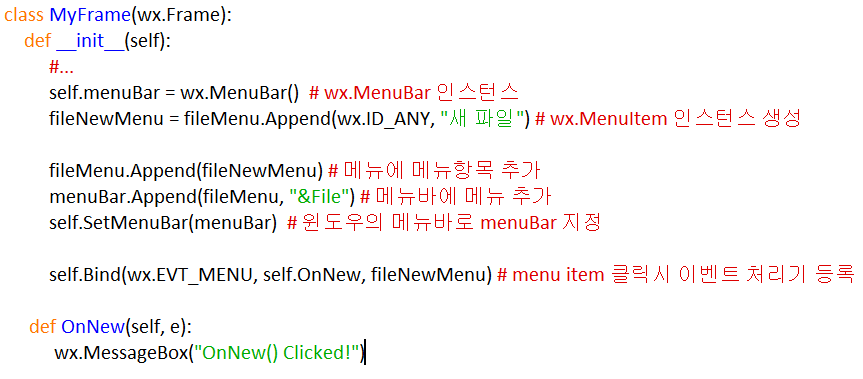 class MyFrame(wx.Frame):
def __init__(self):
#...
self.menuBar = wx.MenuBar() # wx.MenuBar 인스턴스
fileNewMenu = fileMenu.Append(wx.ID_ANY, "새 파일") # wx.MenuItem 인스턴스 생성
fileMenu.Append(fileNewMenu) # 메뉴에 메뉴항목 추가
menuBar.Append(fileMenu, "&File") # 메뉴바에 메뉴 추가
self.SetMenuBar(menuBar) # 윈도우의 메뉴바로 menuBar 지정
self.Bind(wx.EVT_MENU, self.OnNew, fileNewMenu) # menu item 클릭시 이벤트 처리기 등록
def OnNew(self, e):
wx.MessageBox("OnNew() Clicked!")